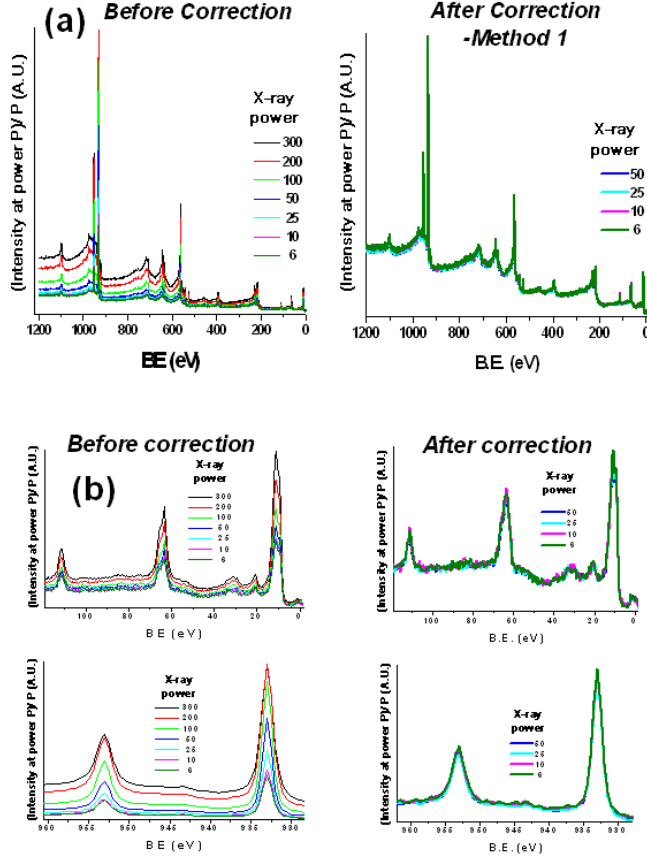 (a)
Before Correction
(Intensity at power P)/ P (A.U.)
X-ray
power
300
200
100
50
25
10
6
1200 1000 800 600 400 200 0
B.E (eV)
After Correction
-Method 1
(Intensity at power P)/ P (A.U.)
X-ray
power
50
25
10
6
1200 1000 800 600 400 200 0
B.E. (eV)
(b)
Before correction
(Intensity at power P)/ P (A.U.)
X-ray
power
300
200
100
50
25
10
6
120 100 80 60 40 20 0
B.E (eV)
After correction
(Intensity at power P)/ P (A.U.)
X-ray
power
50
25
10
6
100 80 60 40 20 0
B.E. (eV)
(Intensity at power P)/ P (A.U.)
X-ray
power
300
200
100
50
25
10
6
960 955 950 945 940 935 930
B.E (eV)
(Intensity at power P)/ P (A.U.)
X-ray
power
50
25
10
6
960 955 950 945 940 935 930
B.E. (eV)